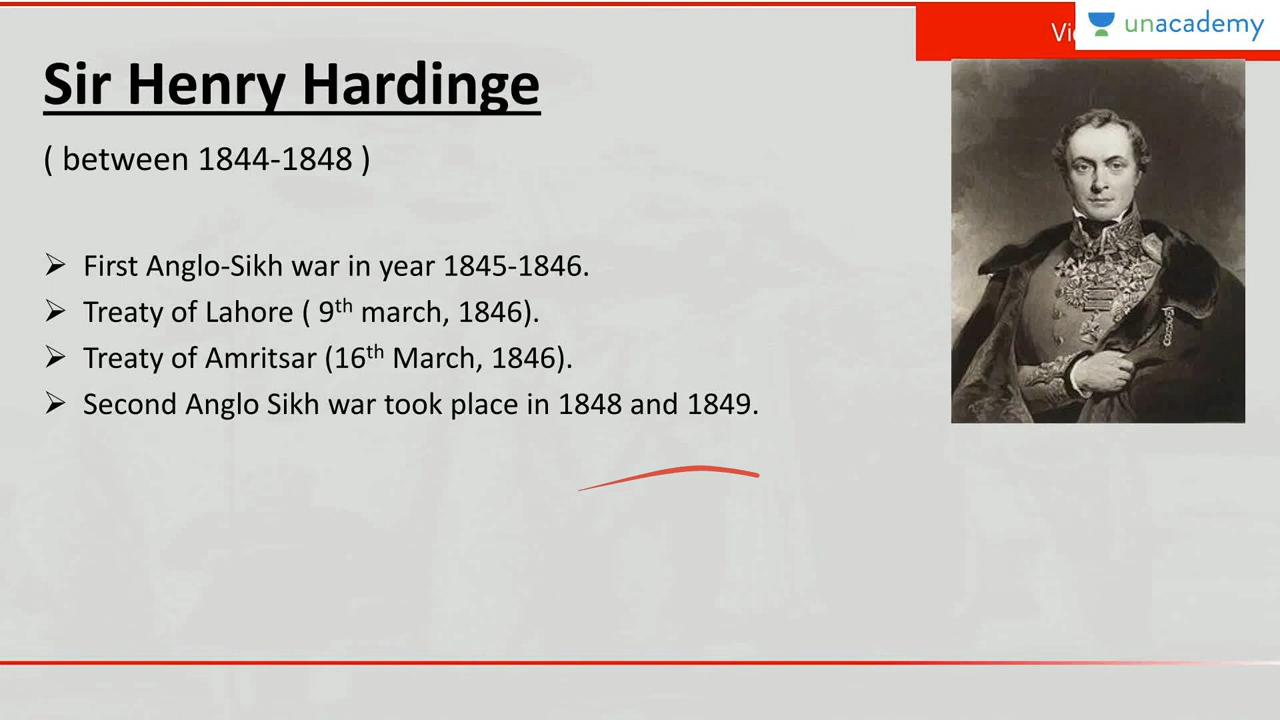 unacademy
Sir Henry Hardinge
( between 1844-1848 )
➢ First Anglo-Sikh war in year 1845-1846.
➢ Treaty of Lahore ( 9th march, 1846).
➢ Treaty of Amritsar (16th March, 1846).
➢ Second Anglo Sikh war took place in 1848 and 1849.